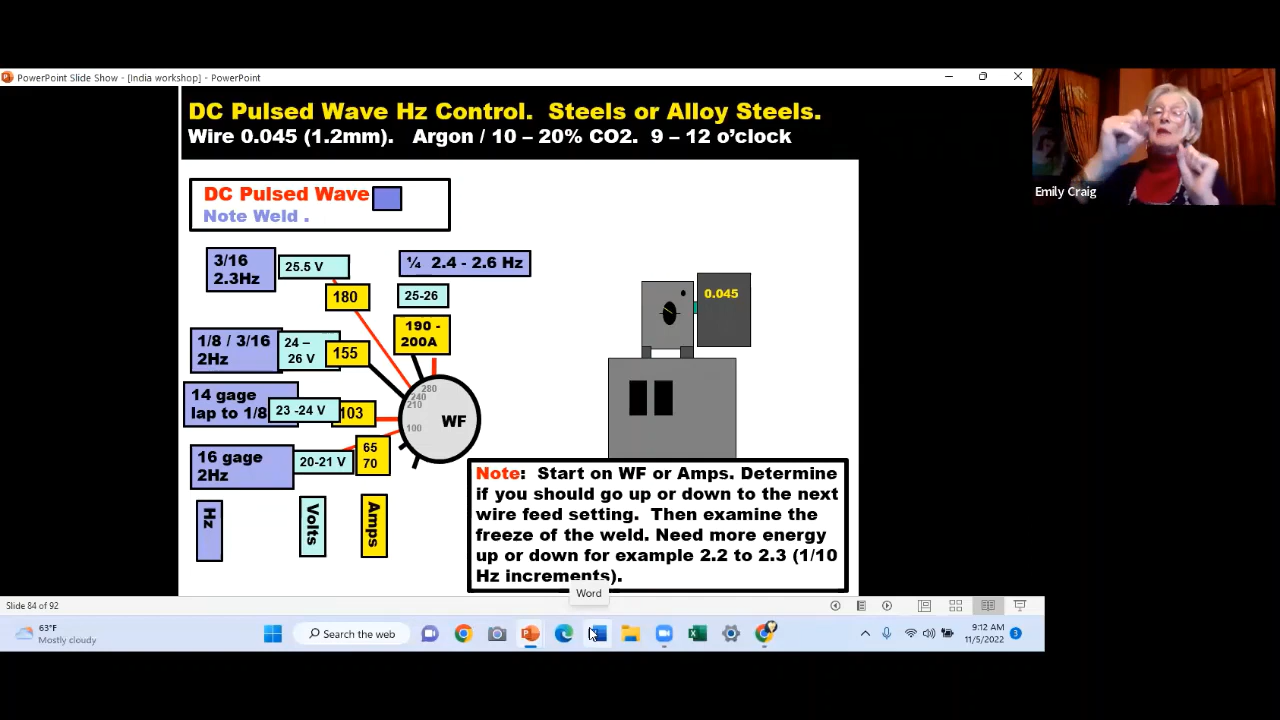 PowerPoint Slide Show - [India workshop] - PowerPoint
DC Pulsed Wave Hz Control. Steels or Alloy Steels.
Wire 0.045 (1.2mm). Argon / 10 – 20% CO2. 9 – 12 o’clock
Emily Craig
DC Pulsed Wave
Note Weld .
3/16
2.3Hz
25.5 V
180
¼ 2.4 - 2.6 Hz
25-26
190 -
200A
1/8 / 3/16
2Hz
24 –
26 V
155
14 gage
lap to 1/8
23 -24 V
103
16 gage
2Hz
20-21 V
65
70
280
240
210
100
WF
0.045
Hz
Volts
Amps
Note: Start on WF or Amps. Determine
if you should go up or down to the next
wire feed setting. Then examine the
freeze of the weld. Need more energy
up or down for example 2.2 to 2.3 (1/10
Hz increments).
Word
Slide 84 of 92
63°F
Mostly cloudy
Search the web
9:12 AM
11/5/2022
3